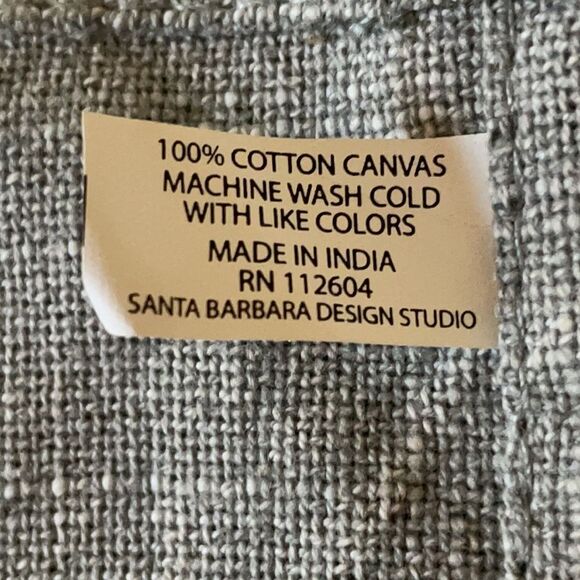 100% COTTON CANVAS
MACHINE WASH COLD
WITH LIKE COLORS
MADE IN INDIA
RN 112604
SANTA BARBARA DESIGN STUDIO